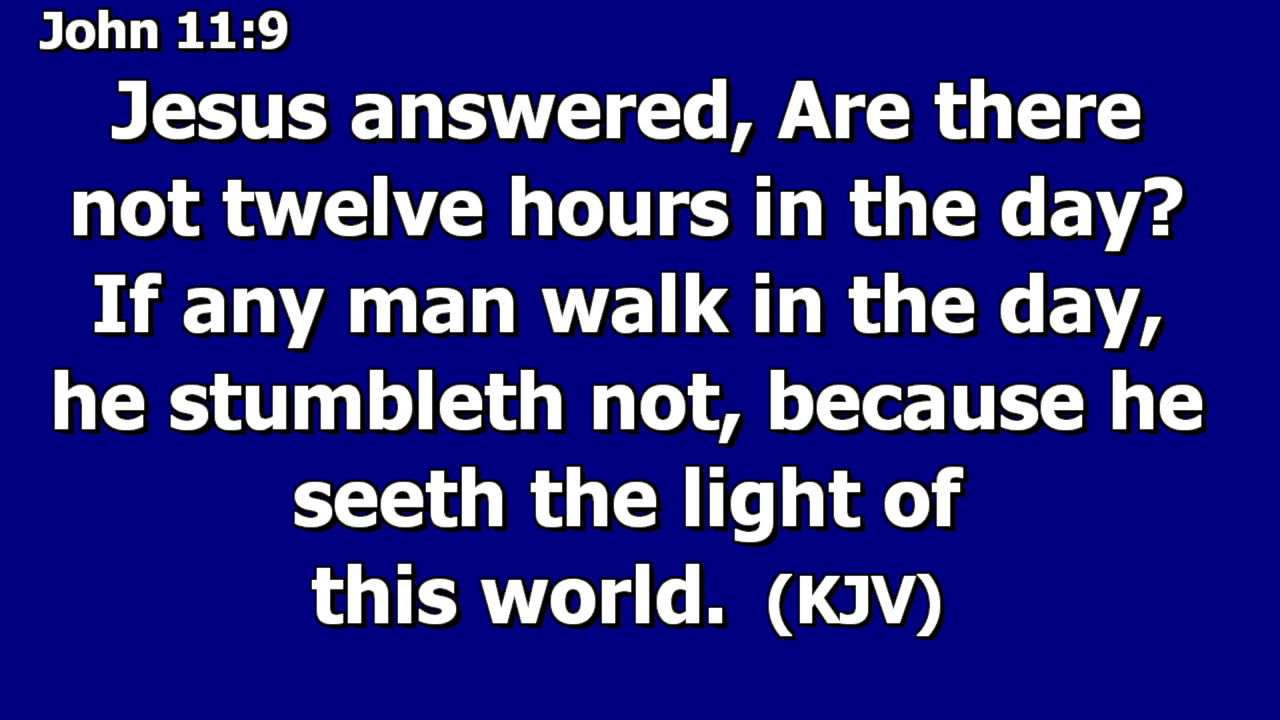 John 11:9
Jesus answered, Are there
not twelve hours in the day?
If any man walk in the day,
he stumbleth not, because he
seeth the light of
this world. (KJV)